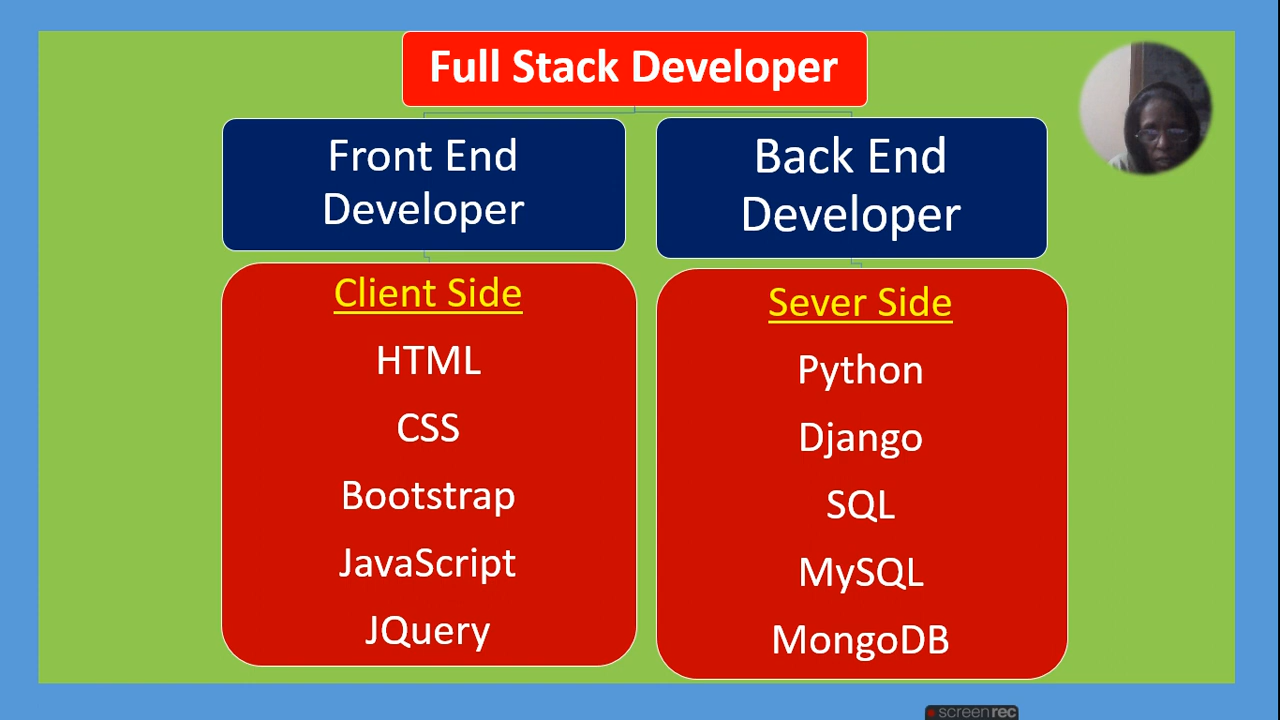 Full Stack Developer
Front End
Developer
Back End
Developer
Client Side
HTML
CSS
Bootstrap
JavaScript
JQuery
Sever Side
Python
Django
SQL
MySQL
MongoDB
screenrec